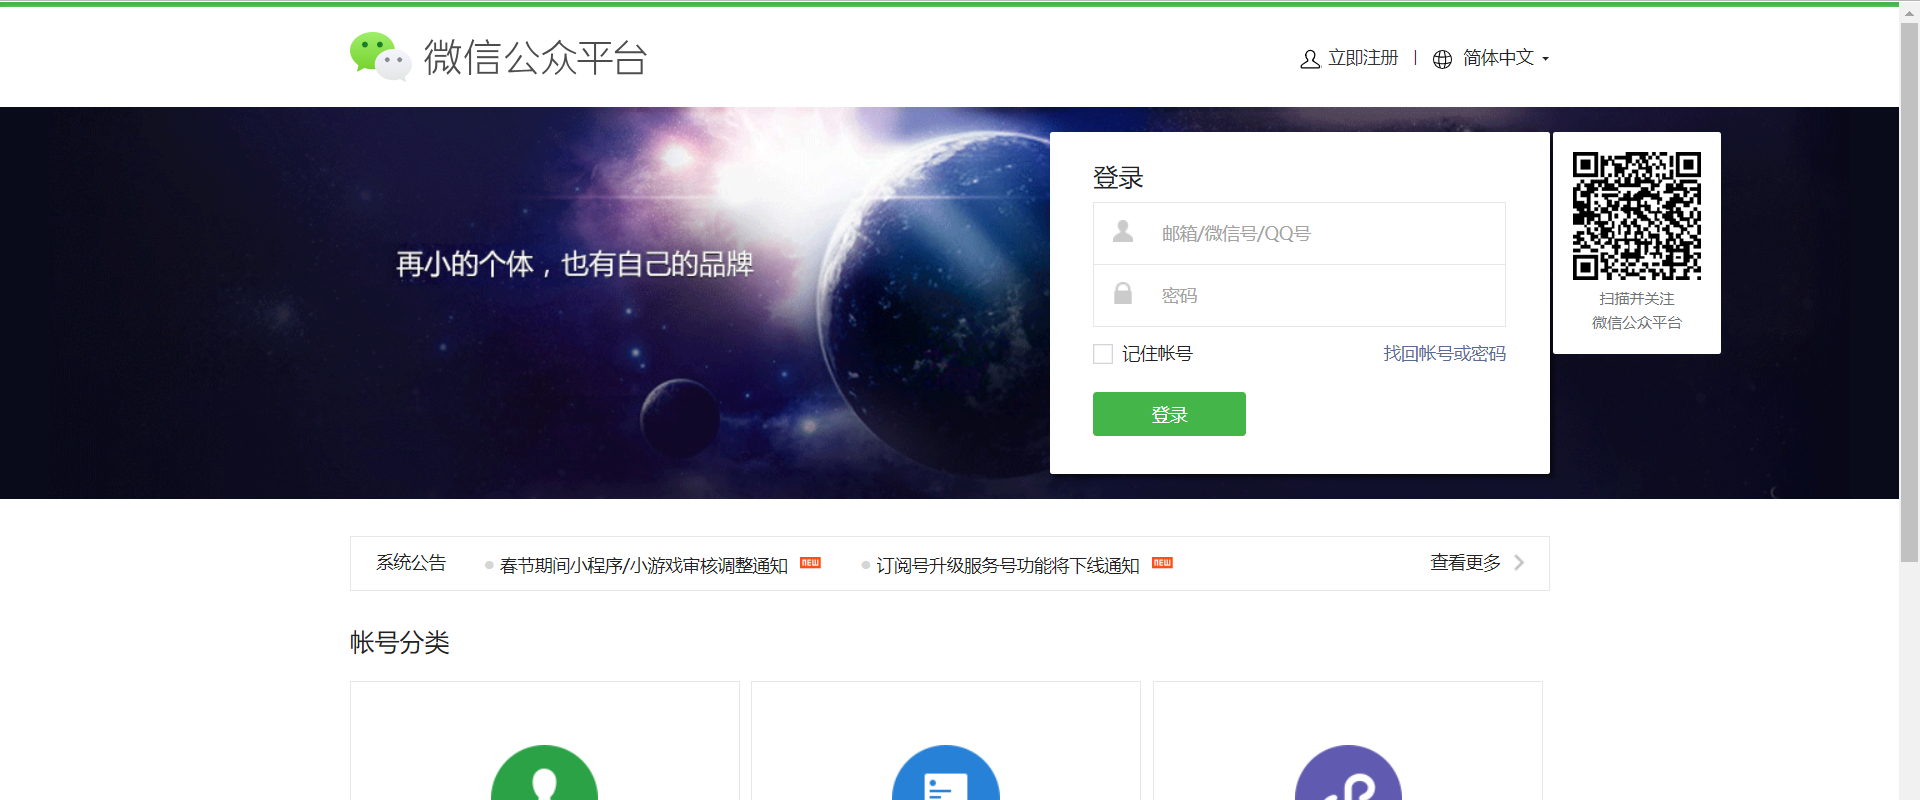 微信公众平台
立即注册 | 简体中文
登录
邮箱/微信号/QQ号
再小的个体，也有自己的品牌
密码
扫描并关注
微信公众平台
记住帐号 找回帐号或密码
登录
系统公告 春节期间小程序/小游戏审核调整通知 NEW 订阅号升级服务号功能将下线通知 NEW 查看更多
帐号分类